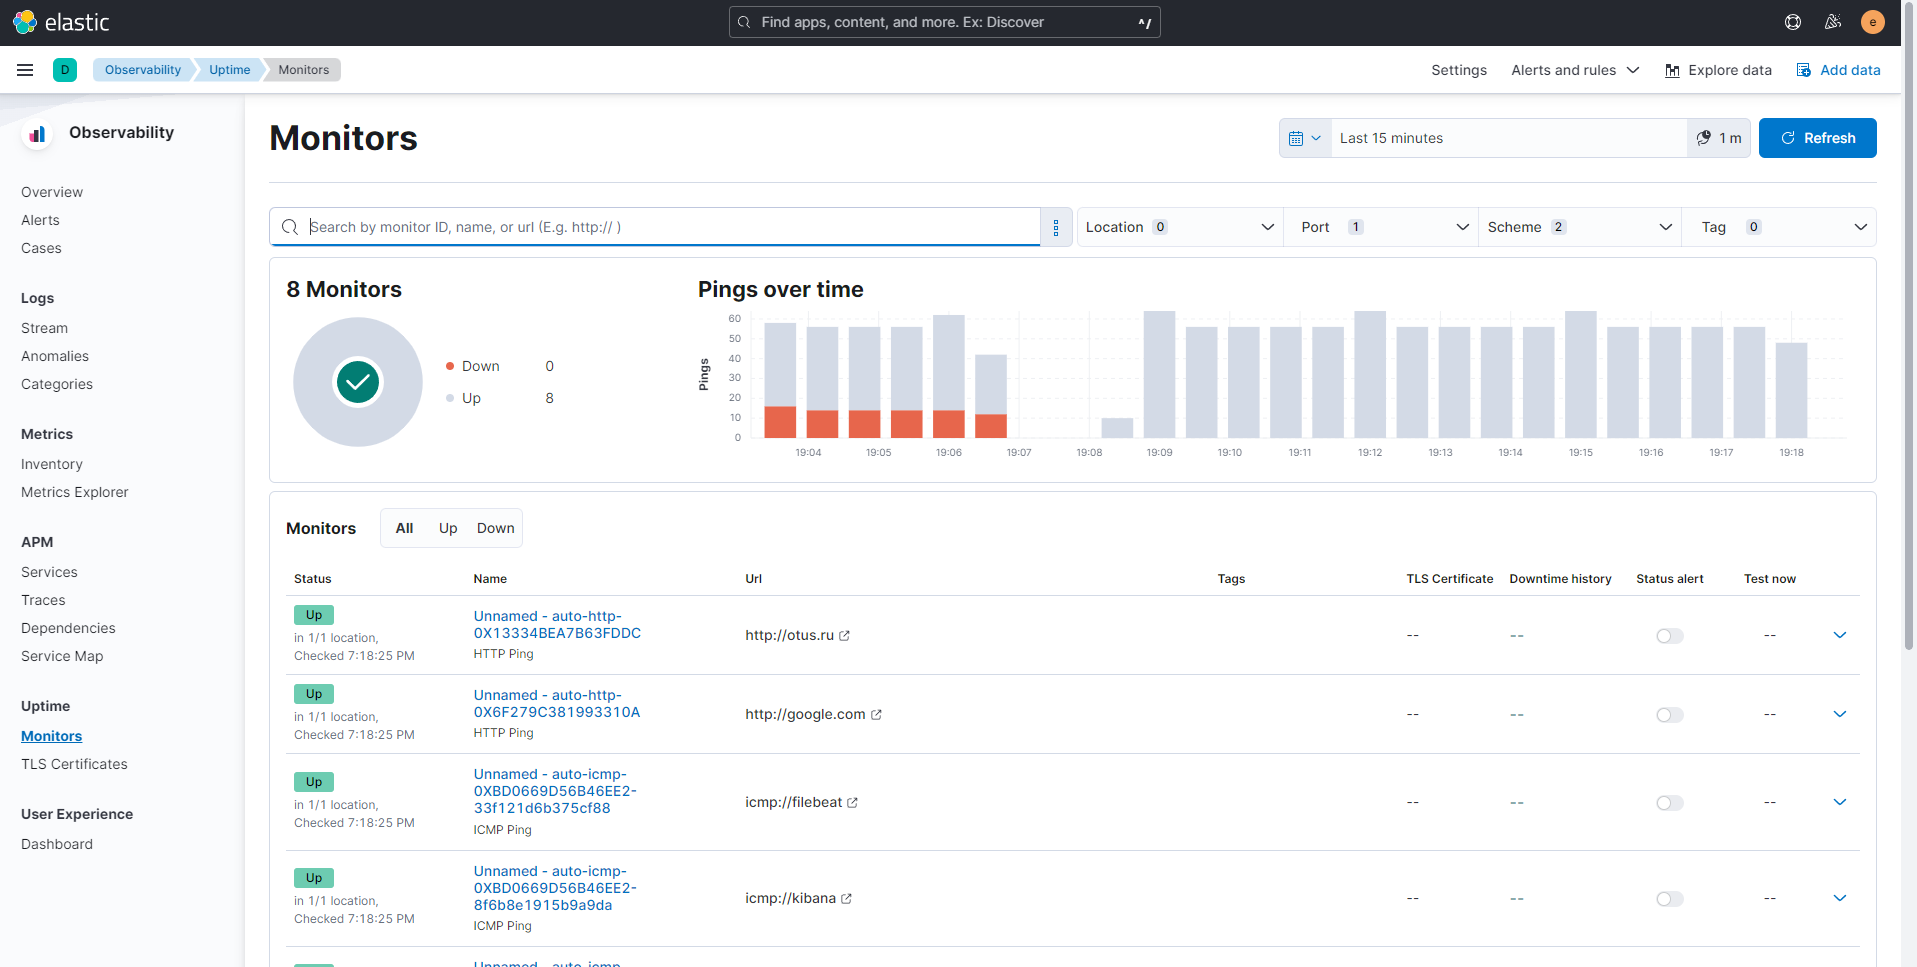 elastic
Find apps, content, and more. Ex: Discover
^/
e
D
Observability
Uptime
Monitors
Settings
Alerts and rules
Explore data
Add data
Observability
Overview
Alerts
Cases
Logs
Stream
Anomalies
Categories
Metrics
Inventory
Metrics Explorer
APM
Services
Traces
Dependencies
Service Map
Uptime
Monitors
TLS Certificates
User Experience
Dashboard
Monitors
Last 15 minutes
1 m
Refresh
Search by monitor ID, name, or url (E.g. http:// )
Location 0
Port 1
Scheme 2
Tag 0
8 Monitors
Down 0
Up 8
Pings over time
Pings
60
50
40
30
20
10
0
19:04 19:05 19:06 19:07 19:08 19:09 19:10 19:11 19:12 19:13 19:14 19:15 19:16 19:17 19:18
Monitors
All Up Down
Status Name Url Tags TLS Certificate Downtime history Status alert Test now
Up
in 1/1 location,
Checked 7:18:25 PM
Unnamed - auto-http-
0X13334BEA7B63FDDC
HTTP Ping
http://otus.ru
-- -- --
Up
in 1/1 location,
Checked 7:18:25 PM
Unnamed - auto-http-
0X6F279C381993310A
HTTP Ping
http://google.com
-- -- --
Up
in 1/1 location,
Checked 7:18:25 PM
Unnamed - auto-icmp-
0XBD0669D56B46EE2-
33f121d6b375cf88
ICMP Ping
icmp://filebeat
-- -- --
Up
in 1/1 location,
Checked 7:18:25 PM
Unnamed - auto-icmp-
0XBD0669D56B46EE2-
8f6b8e1915b9a9da
ICMP Ping
icmp://kibana
-- -- --
Unnamed - auto-icmp-